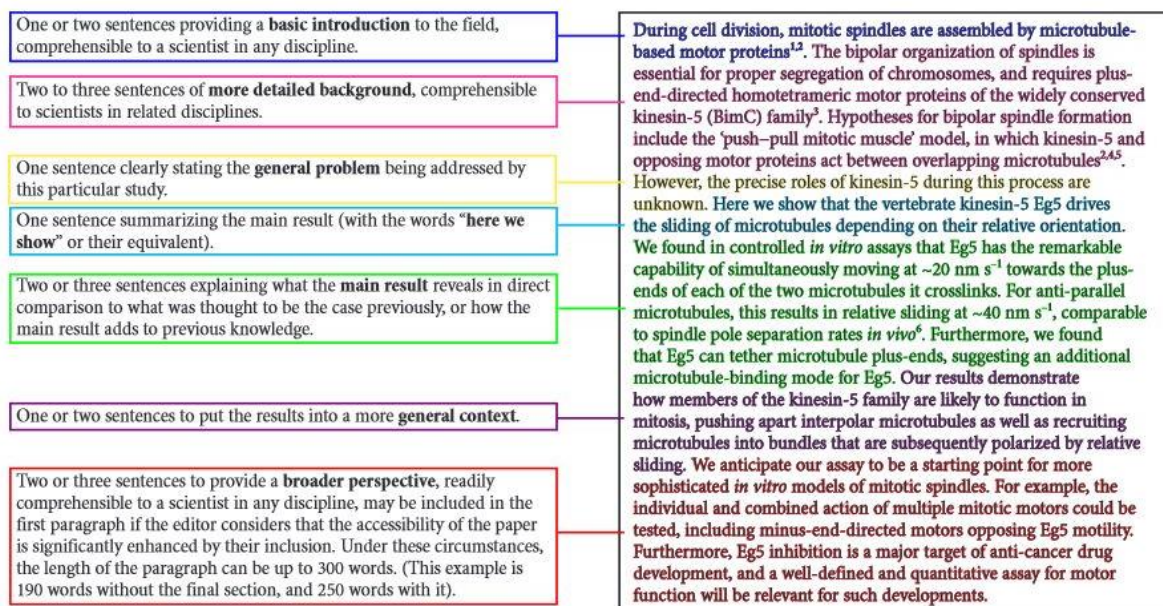 One or two sentences providing a basic introduction to the field,
comprehensible to a scientist in any discipline.
Two to three sentences of more detailed background, comprehensible
to scientists in related disciplines.
One sentence clearly stating the general problem being addressed by
this particular study.
One sentence summarizing the main result (with the words “here we
show” or their equivalent).
Two or three sentences explaining what the main result reveals in direct
comparison to what was thought to be the case previously, or how the
main result adds to previous knowledge.
One or two sentences to put the results into a more general context.
Two or three sentences to provide a broader perspective, readily
comprehensible to a scientist in any discipline, may be included in the
first paragraph if the editor considers that the accessibility of the paper
is significantly enhanced by their inclusion. Under these circumstances,
the length of the paragraph can be up to 300 words. (This example is
190 words without the final section, and 250 words with it).
During cell division, mitotic spindles are assembled by microtubule-
based motor proteins1,2. The bipolar organization of spindles is
essential for proper segregation of chromosomes, and requires plus-
end-directed homotetrameric motor proteins of the widely conserved
kinesin-5 (BimC) family3. Hypotheses for bipolar spindle formation
include the ‘push–pull mitotic muscle’ model, in which kinesin-5 and
opposing motor proteins act between overlapping microtubules2,4,5.
However, the precise roles of kinesin-5 during this process are
unknown. Here we show that the vertebrate kinesin-5 Eg5 drives
the sliding of microtubules depending on their relative orientation.
We found in controlled in vitro assays that Eg5 has the remarkable
capability of simultaneously moving at ~20 nm s−1 towards the plus-
ends of each of the two microtubules it crosslinks. For anti-parallel
microtubules, this results in relative sliding at ~40 nm s−1, comparable
to spindle pole separation rates in vivo6. Furthermore, we found
that Eg5 can tether microtubule plus-ends, suggesting an additional
microtubule-binding mode for Eg5. Our results demonstrate
how members of the kinesin-5 family are likely to function in
mitosis, pushing apart interpolar microtubules as well as recruiting
microtubules into bundles that are subsequently polarized by relative
sliding. We anticipate our assay to be a starting point for more
sophisticated in vitro models of mitotic spindles. For example, the
individual and combined action of multiple mitotic motors could be
tested, including minus-end-directed motors opposing Eg5 motility.
Furthermore, Eg5 inhibition is a major target of anti-cancer drug
development, and a well-defined and quantitative assay for motor
function will be relevant for such developments.